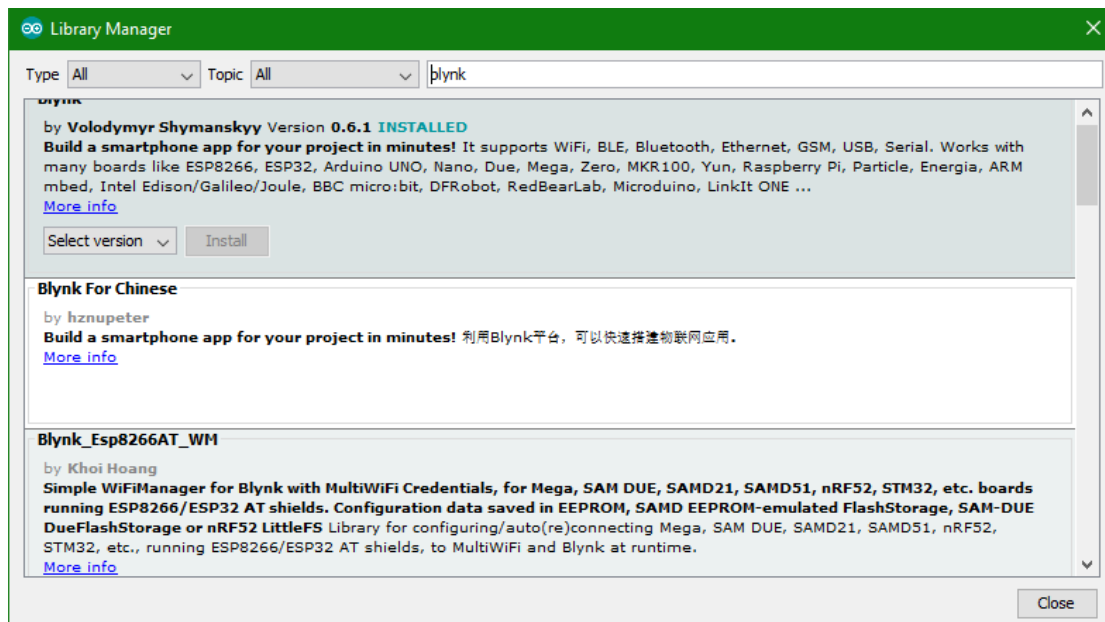 Library Manager
Type All Topic All blynk
Blynk
by Volodymyr Shymanskyy Version 0.6.1 INSTALLED
Build a smartphone app for your project in minutes! It supports WiFi, BLE, Bluetooth, Ethernet, GSM, USB, Serial. Works with
many boards like ESP8266, ESP32, Arduino UNO, Nano, Due, Mega, Zero, MKR100, Yun, Raspberry Pi, Particle, Energia, ARM
mbed, Intel Edison/Galileo/Joule, BBC micro:bit, DFRobot, RedBearLab, Microduino, LinkIt ONE ...
More info
Select version Install
Blynk For Chinese
by hznupeter
Build a smartphone app for your project in minutes! 利用Blynk平台，可以快速搭建物联网应用。
More info
Blynk_Esp8266AT_WM
by Khoi Hoang
Simple WiFiManager for Blynk with MultiWiFi Credentials, for Mega, SAM DUE, SAMD21, SAMD51, nRF52, STM32, etc. boards
running ESP8266/ESP32 AT shields. Configuration data saved in EEPROM, SAMD EEPROM-emulated FlashStorage, SAM-DUE
DueFlashStorage or nRF52 LittleFS Library for configuring/auto(re)connecting Mega, SAM DUE, SAMD21, SAMD51, nRF52,
STM32, etc., running ESP8266/ESP32 AT shields, to MultiWiFi and Blynk at runtime.
More info
Close